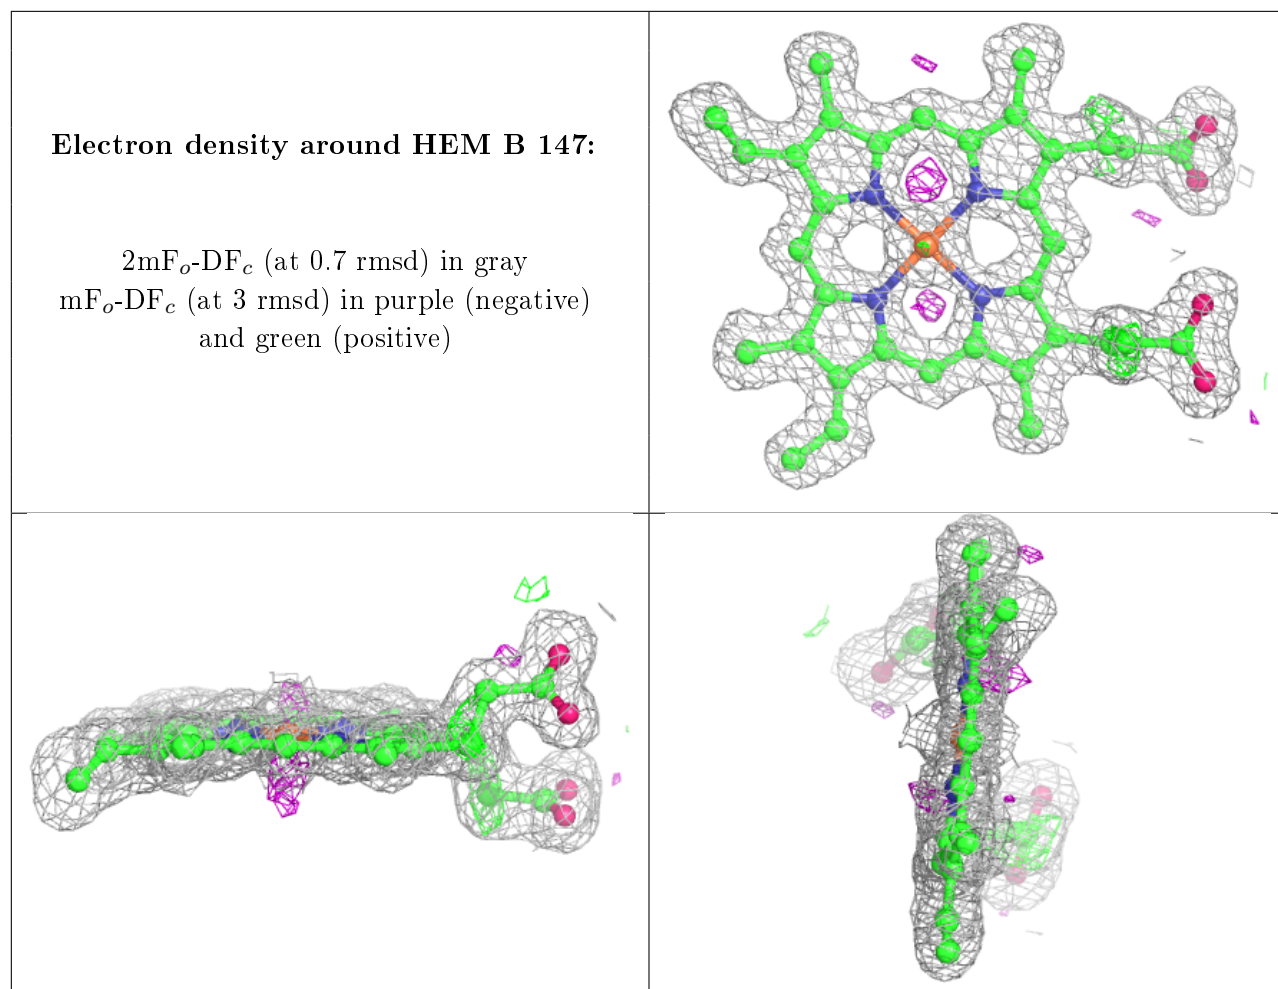 Electron density around HEM B 147:
2mFo-DFc (at 0.7 rmsd) in gray
mFo-DFc (at 3 rmsd) in purple (negative)
and green (positive)